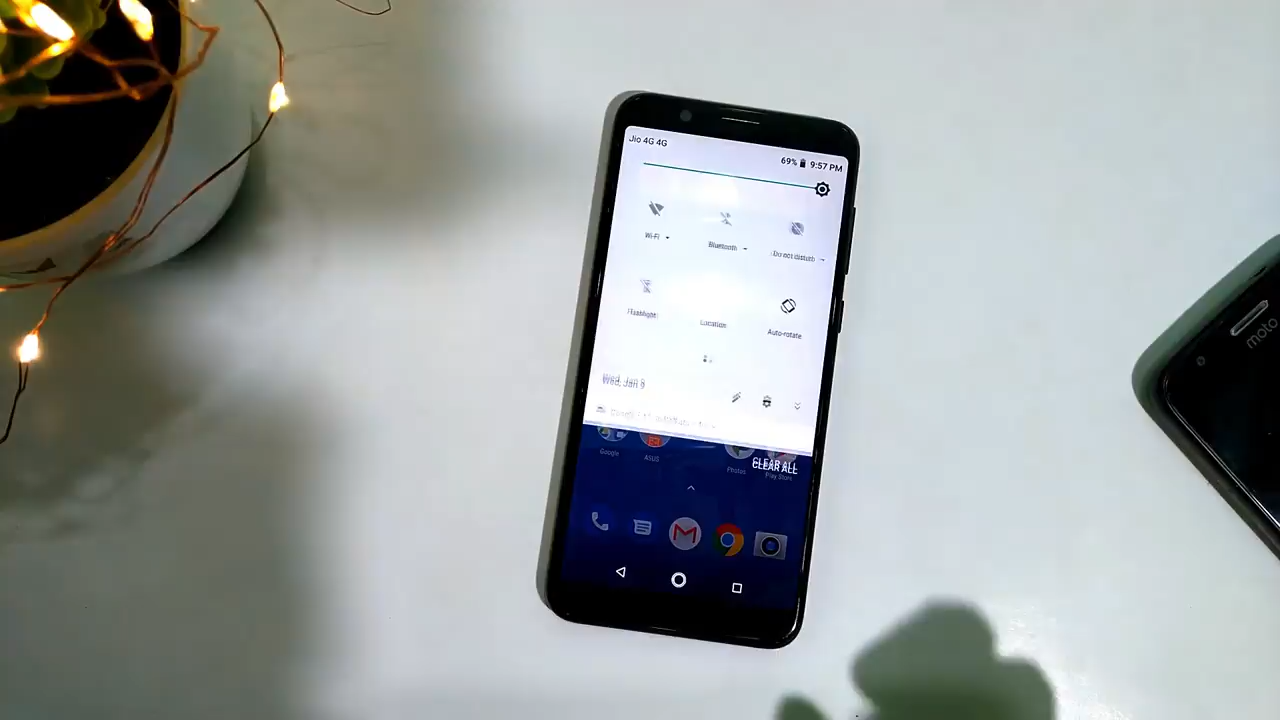 Jio 4G 4G
69% 9:57 PM
Wi-Fi
Bluetooth
Do not disturb
Flashlight
Location
Auto-rotate
Wed, Jan 9
CLEAR ALL
Google
ASUS
Photos
Play Store
moto